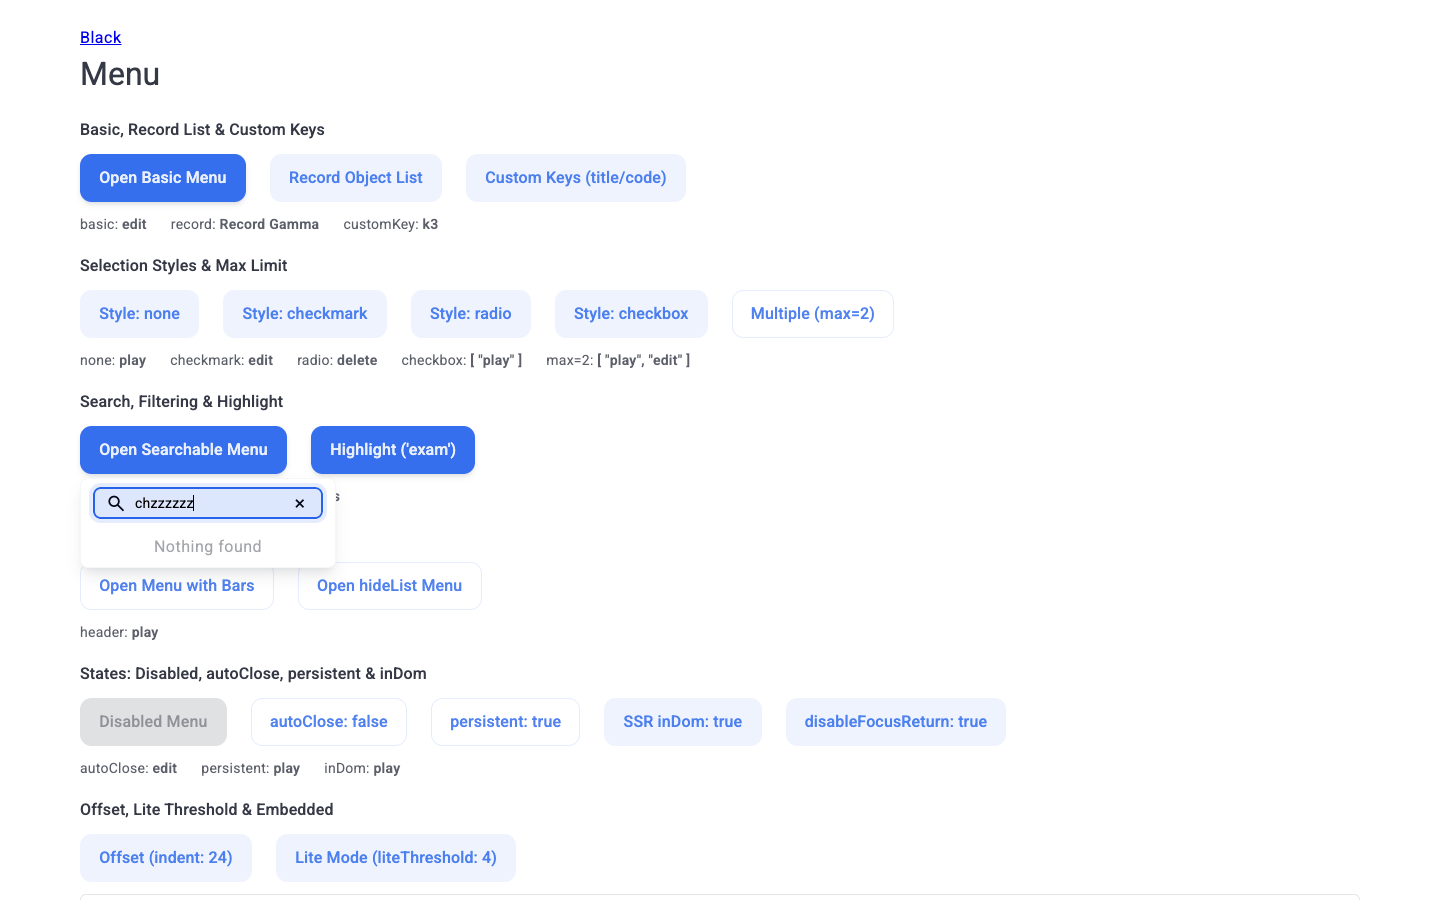 Black
Menu
Basic, Record List & Custom Keys
Open Basic Menu Record Object List Custom Keys (title/code)
basic: edit record: Record Gamma customKey: k3
Selection Styles & Max Limit
Style: none Style: checkmark Style: radio Style: checkbox Multiple (max=2)
none: play checkmark: edit radio: delete checkbox: [ "play" ] max=2: [ "play", "edit" ]
Search, Filtering & Highlight
Open Searchable Menu Highlight ('exam')
chzzzzzz
Nothing found
Open Menu with Bars Open hideList Menu
header: play
States: Disabled, autoClose, persistent & inDom
Disabled Menu autoClose: false persistent: true SSR inDom: true disableFocusReturn: true
autoClose: edit persistent: play inDom: play
Offset, Lite Threshold & Embedded
Offset (indent: 24) Lite Mode (liteThreshold: 4)